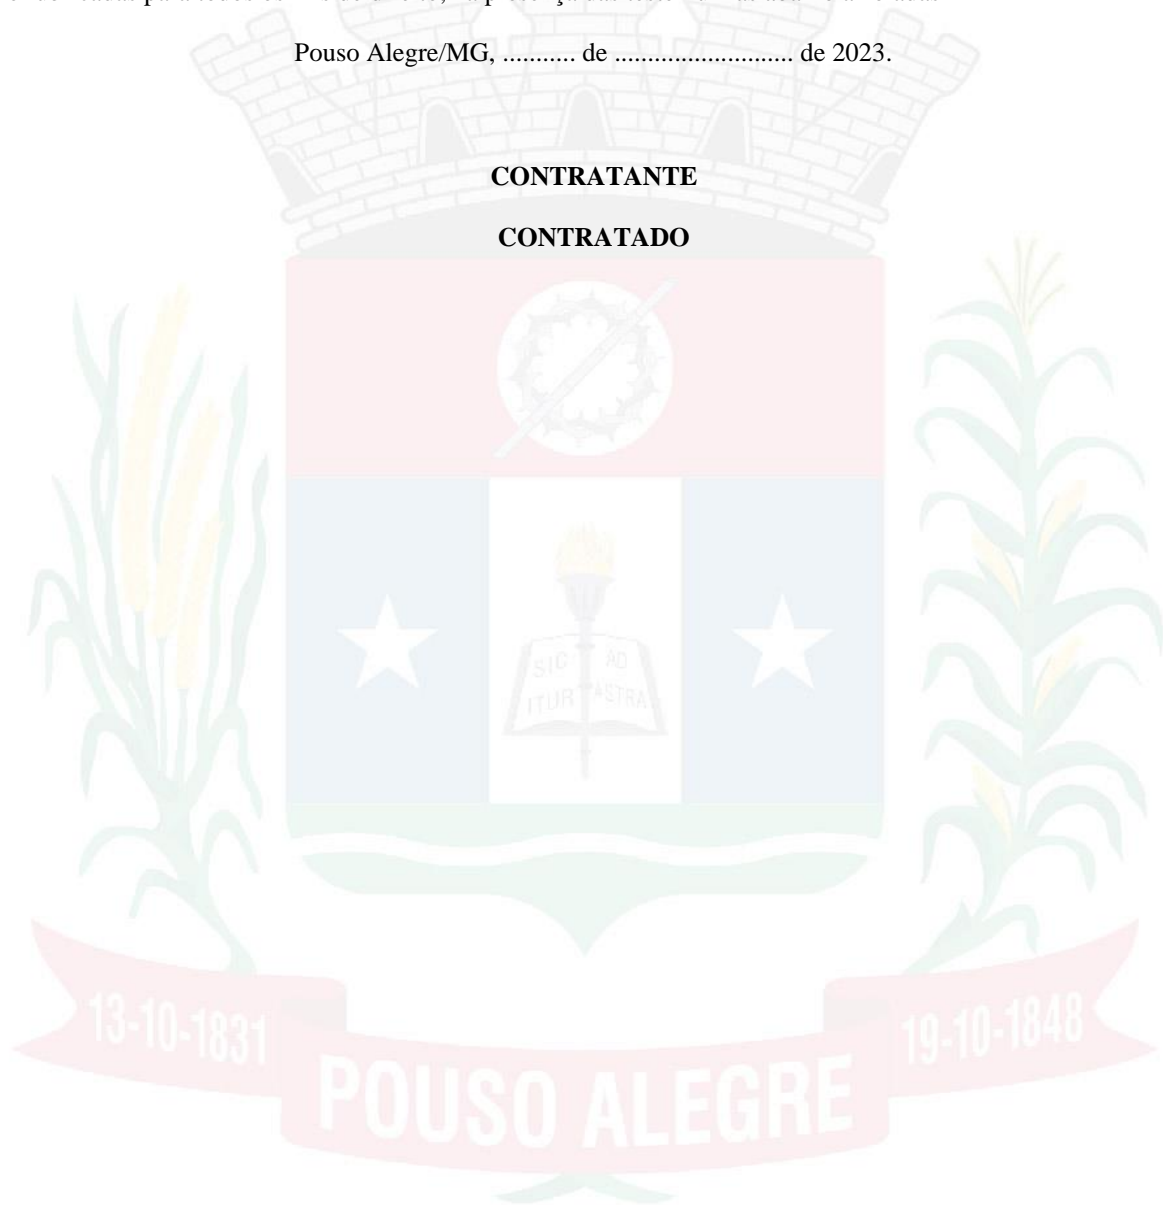 Pouso Alegre/MG, ........... de ........................... de 2023.
CONTRATANTE
CONTRATADO
SIC AD
ITUR ASTRA
13-10-1831
19-10-1848
POUSO ALEGRE